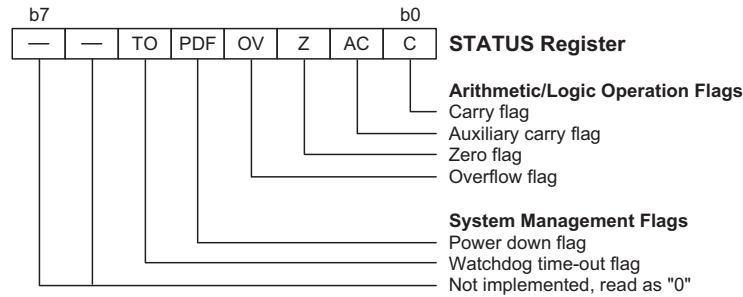 b7 b0
— — TO PDF OV Z AC C STATUS Register
Arithmetic/Logic Operation Flags
Carry flag
Auxiliary carry flag
Zero flag
Overflow flag
System Management Flags
Power down flag
Watchdog time-out flag
Not implemented, read as "0"